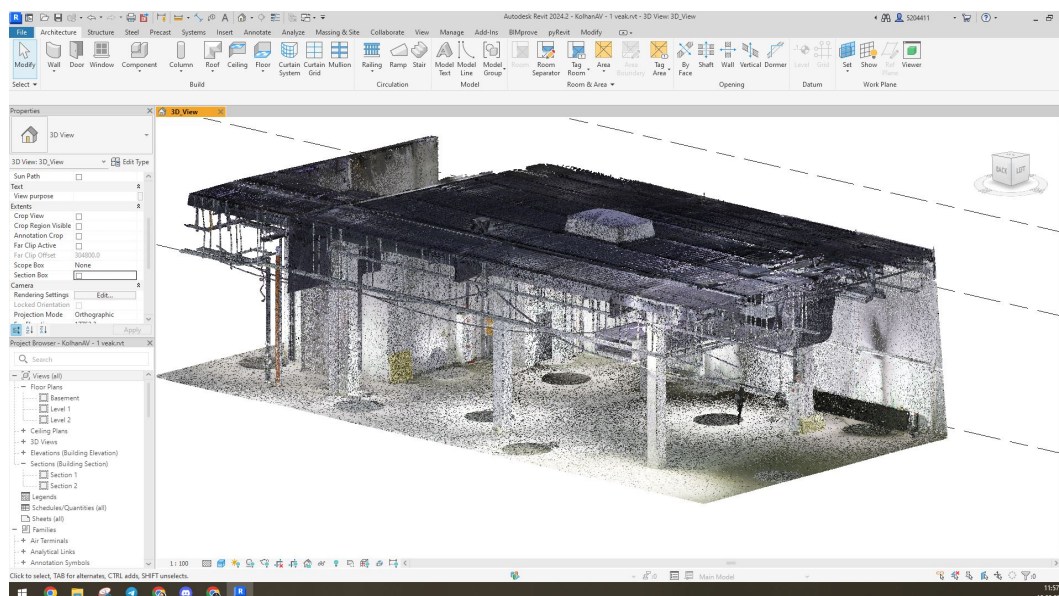 Autodesk Revit 2024.2 - KolhanAV - 1 veak.rvt - 3D View: 3D_View
5204411
File Architecture Structure Steel Precast Systems Insert Annotate Analyze Massing & Site Collaborate View Manage Add-Ins BIMprove pyRevit Modify
Modify Wall Door Window Component Column Roof Ceiling Floor Curtain System Curtain Grid Mullion Railing Ramp Stair Model Text Model Line Model Group Room Room Separator Tag Room Area Area Boundary Tag Area By Face Shaft Wall Vertical Dormer Level Grid Set Show Ref Plane Viewer
Select Build Circulation Model Room & Area Opening Datum Work Plane
Properties
3D_View
3D View
3D View: 3D_View
Edit Type
Sun Path
Text
View purpose
Extents
Crop View
Crop Region Visible
Annotation Crop
Far Clip Active
Far Clip Offset 304800.0
Scope Box None
Section Box
Camera
Rendering Settings Edit...
Locked Orientation
Projection Mode Orthographic
Apply
Project Browser - KolhanAV - 1 veak.rvt
Search
Views (all)
Floor Plans
Basement
Level 1
Level 2
Ceiling Plans
3D Views
Elevations (Building Elevation)
Sections (Building Section)
Section 1
Section 2
Legends
Schedules/Quantities (all)
Sheets (all)
Families
Air Terminals
Analytical Links
Annotation Symbols
BACK LEFT
1 : 100
Click to select, TAB for alternates, CTRL adds, SHIFT unselects.
:0
Main Model
:0
11:57